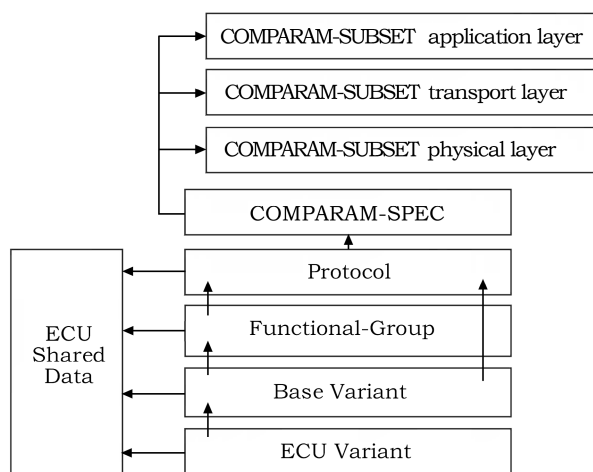 COMPARAM-SUBSET application layer
COMPARAM-SUBSET transport layer
COMPARAM-SUBSET physical layer
COMPARAM-SPEC
Protocol
Functional-Group
Base Variant
ECU Variant
ECU
Shared
Data